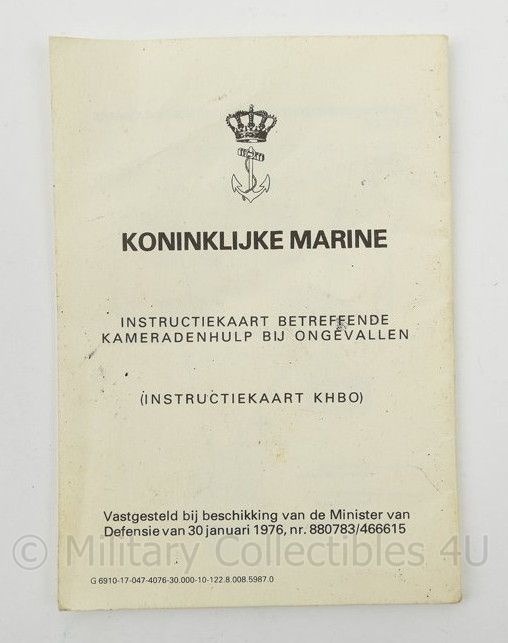 KONINKLIJKE MARINE
INSTRUCTIEKAART BETREFFENDE
KAMERADENHULP BIJ ONGEVALLEN
(INSTRUCTIEKAART KHBO)
Vastgesteld bij beschikking van de Minister van
Defensie van 30 januari 1976, nr. 880783/466615
© Military Collectibles 4U
G 6910-17-047-4076-30.000-10-122.8.008.5987.0